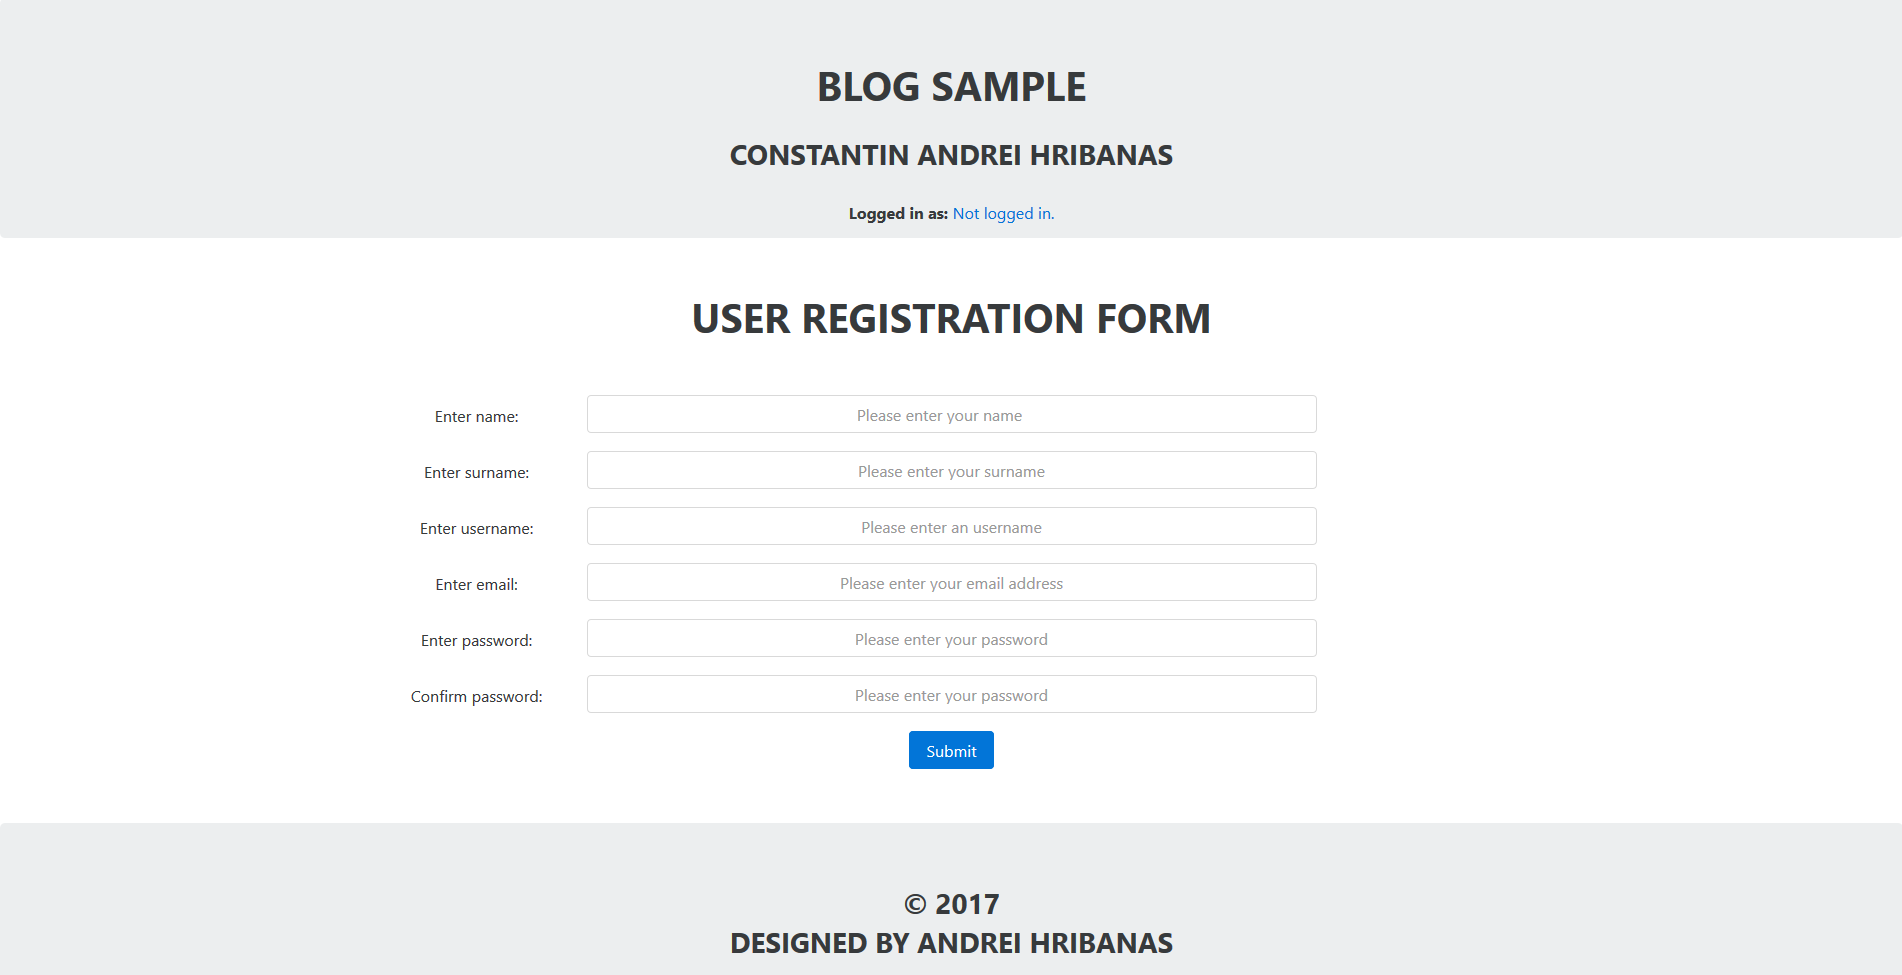 BLOG SAMPLE
CONSTANTIN ANDREI HRIBANAS
Logged in as: Not logged in.
USER REGISTRATION FORM
Enter name: Please enter your name
Enter surname: Please enter your surname
Enter username: Please enter an username
Enter email: Please enter your email address
Enter password: Please enter your password
Confirm password: Please enter your password
Submit
© 2017
DESIGNED BY ANDREI HRIBANAS